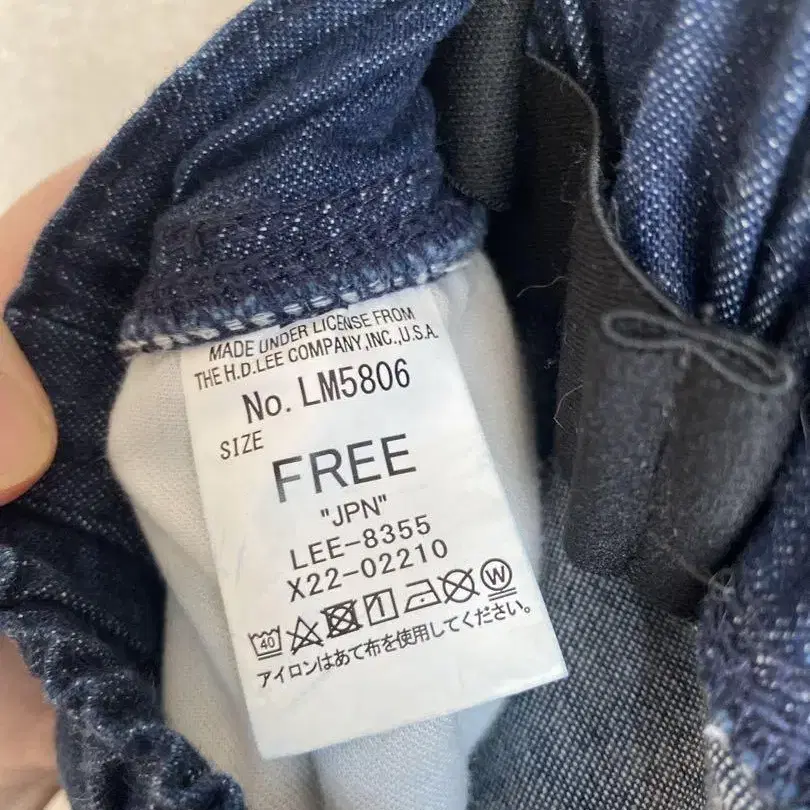 MADE UNDER LICENSE FROM
THE H.D.LEE COMPANY,INC.,U.S.A.
No. LM5806
SIZE
FREE
"JPN"
LEE-8355
X22-02210
40 W
アイロンはあて布を使用してください。